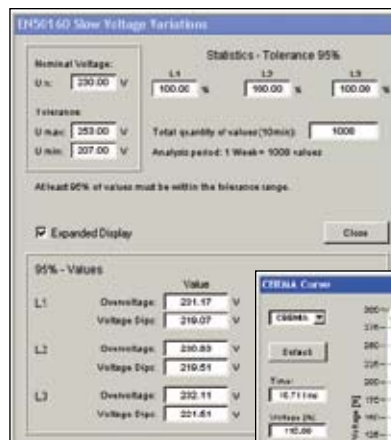 EN50160 Slow Voltage Variations
Nominal Voltage:
U n: 230.00 V
Tolerance
U max: 253.00 V
U min: 207.00 V
Statistics - Tolerance 95%
L1 L2 L3
100.00 % 100.00 % 100.00 %
Total quantity of values (10min): 1008
Analysis period: 1 Week = 1008 values
At least 95% of values must be within the tolerance range.
Expanded Display
Close
95% - Values
Value
L1 Overvoltage: 231.17 V
Voltage Dips: 219.07 V
L2 Overvoltage: 230.83 V
Voltage Dips: 219.51 V
L3 Overvoltage: 232.11 V
Voltage Dips: 221.51 V
CBEMA Curve
CBEMA
Default
Time:
Voltage [%]:
110.00
Voltage [%]